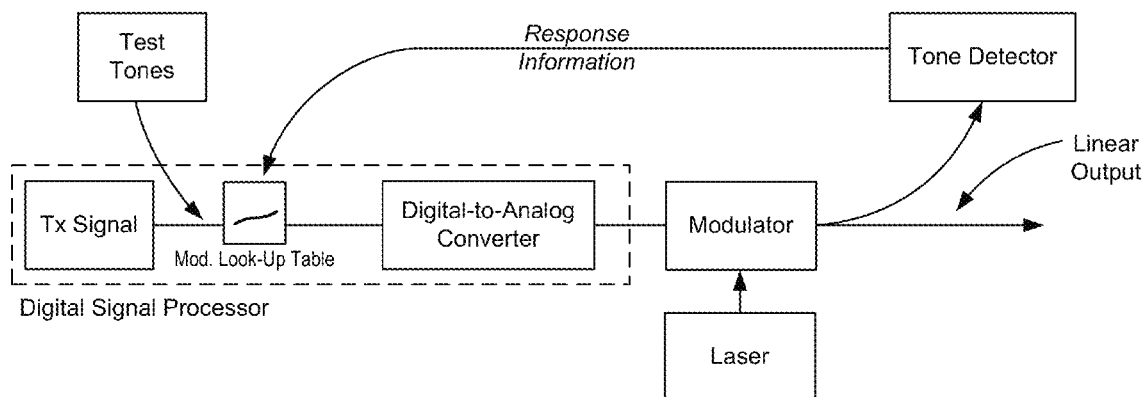 Test
Tones
Response
Information
Tone Detector
Linear
Output
Tx Signal
Mod. Look-Up Table
Digital-to-Analog
Converter
Modulator
Digital Signal Processor
Laser